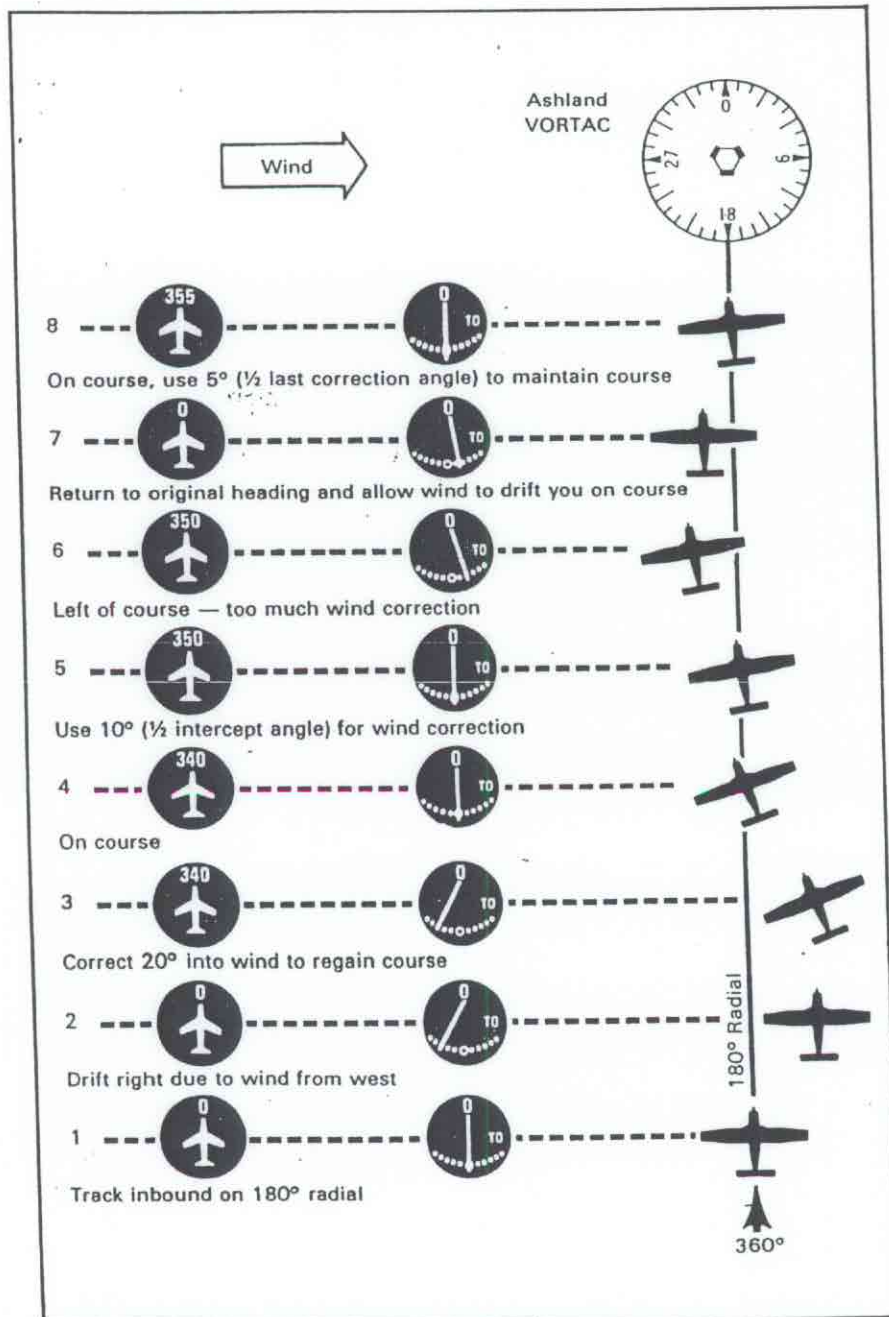 Ashland
VORTAC
0
27
9
18
Wind
355
0
8
TO
On course, use 5° (½ last correction angle) to maintain course
0
0
7
TO
Return to original heading and allow wind to drift you on course
350
0
6
TO
Left of course — too much wind correction
350
0
5
TO
Use 10° (½ intercept angle) for wind correction
340
0
4
TO
On course
340
0
3
TO
Correct 20° into wind to regain course
0
0
2
TO
180° Radial
Drift right due to wind from west
0
0
1
TO
Track inbound on 180° radial
360°